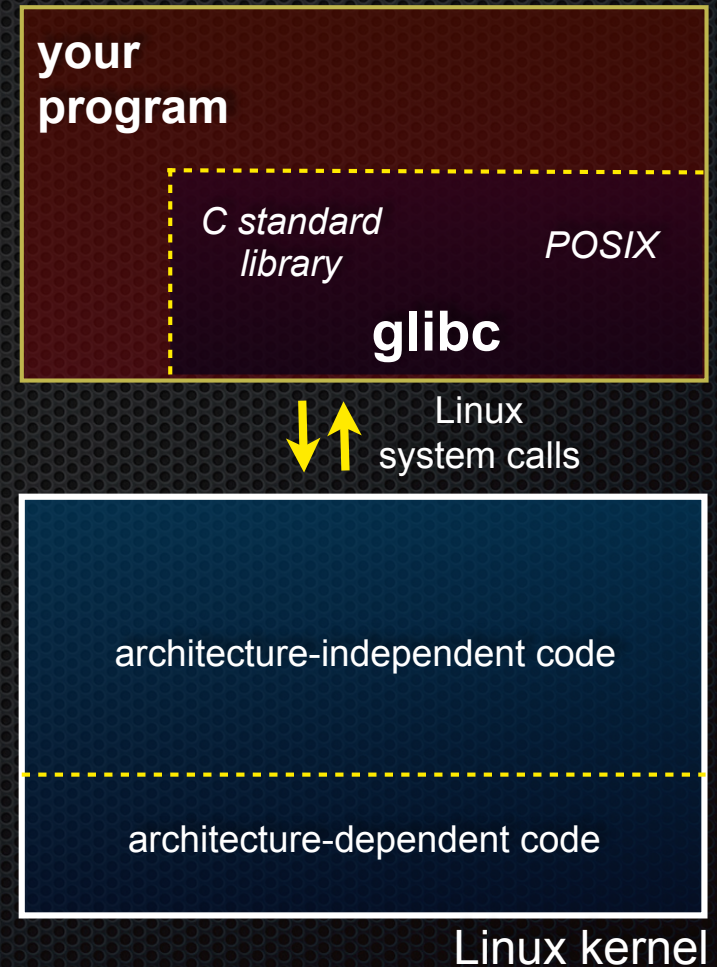 your
program
C standard
library
POSIX
glibc
Linux
system calls
architecture-independent code
architecture-dependent code
Linux kernel